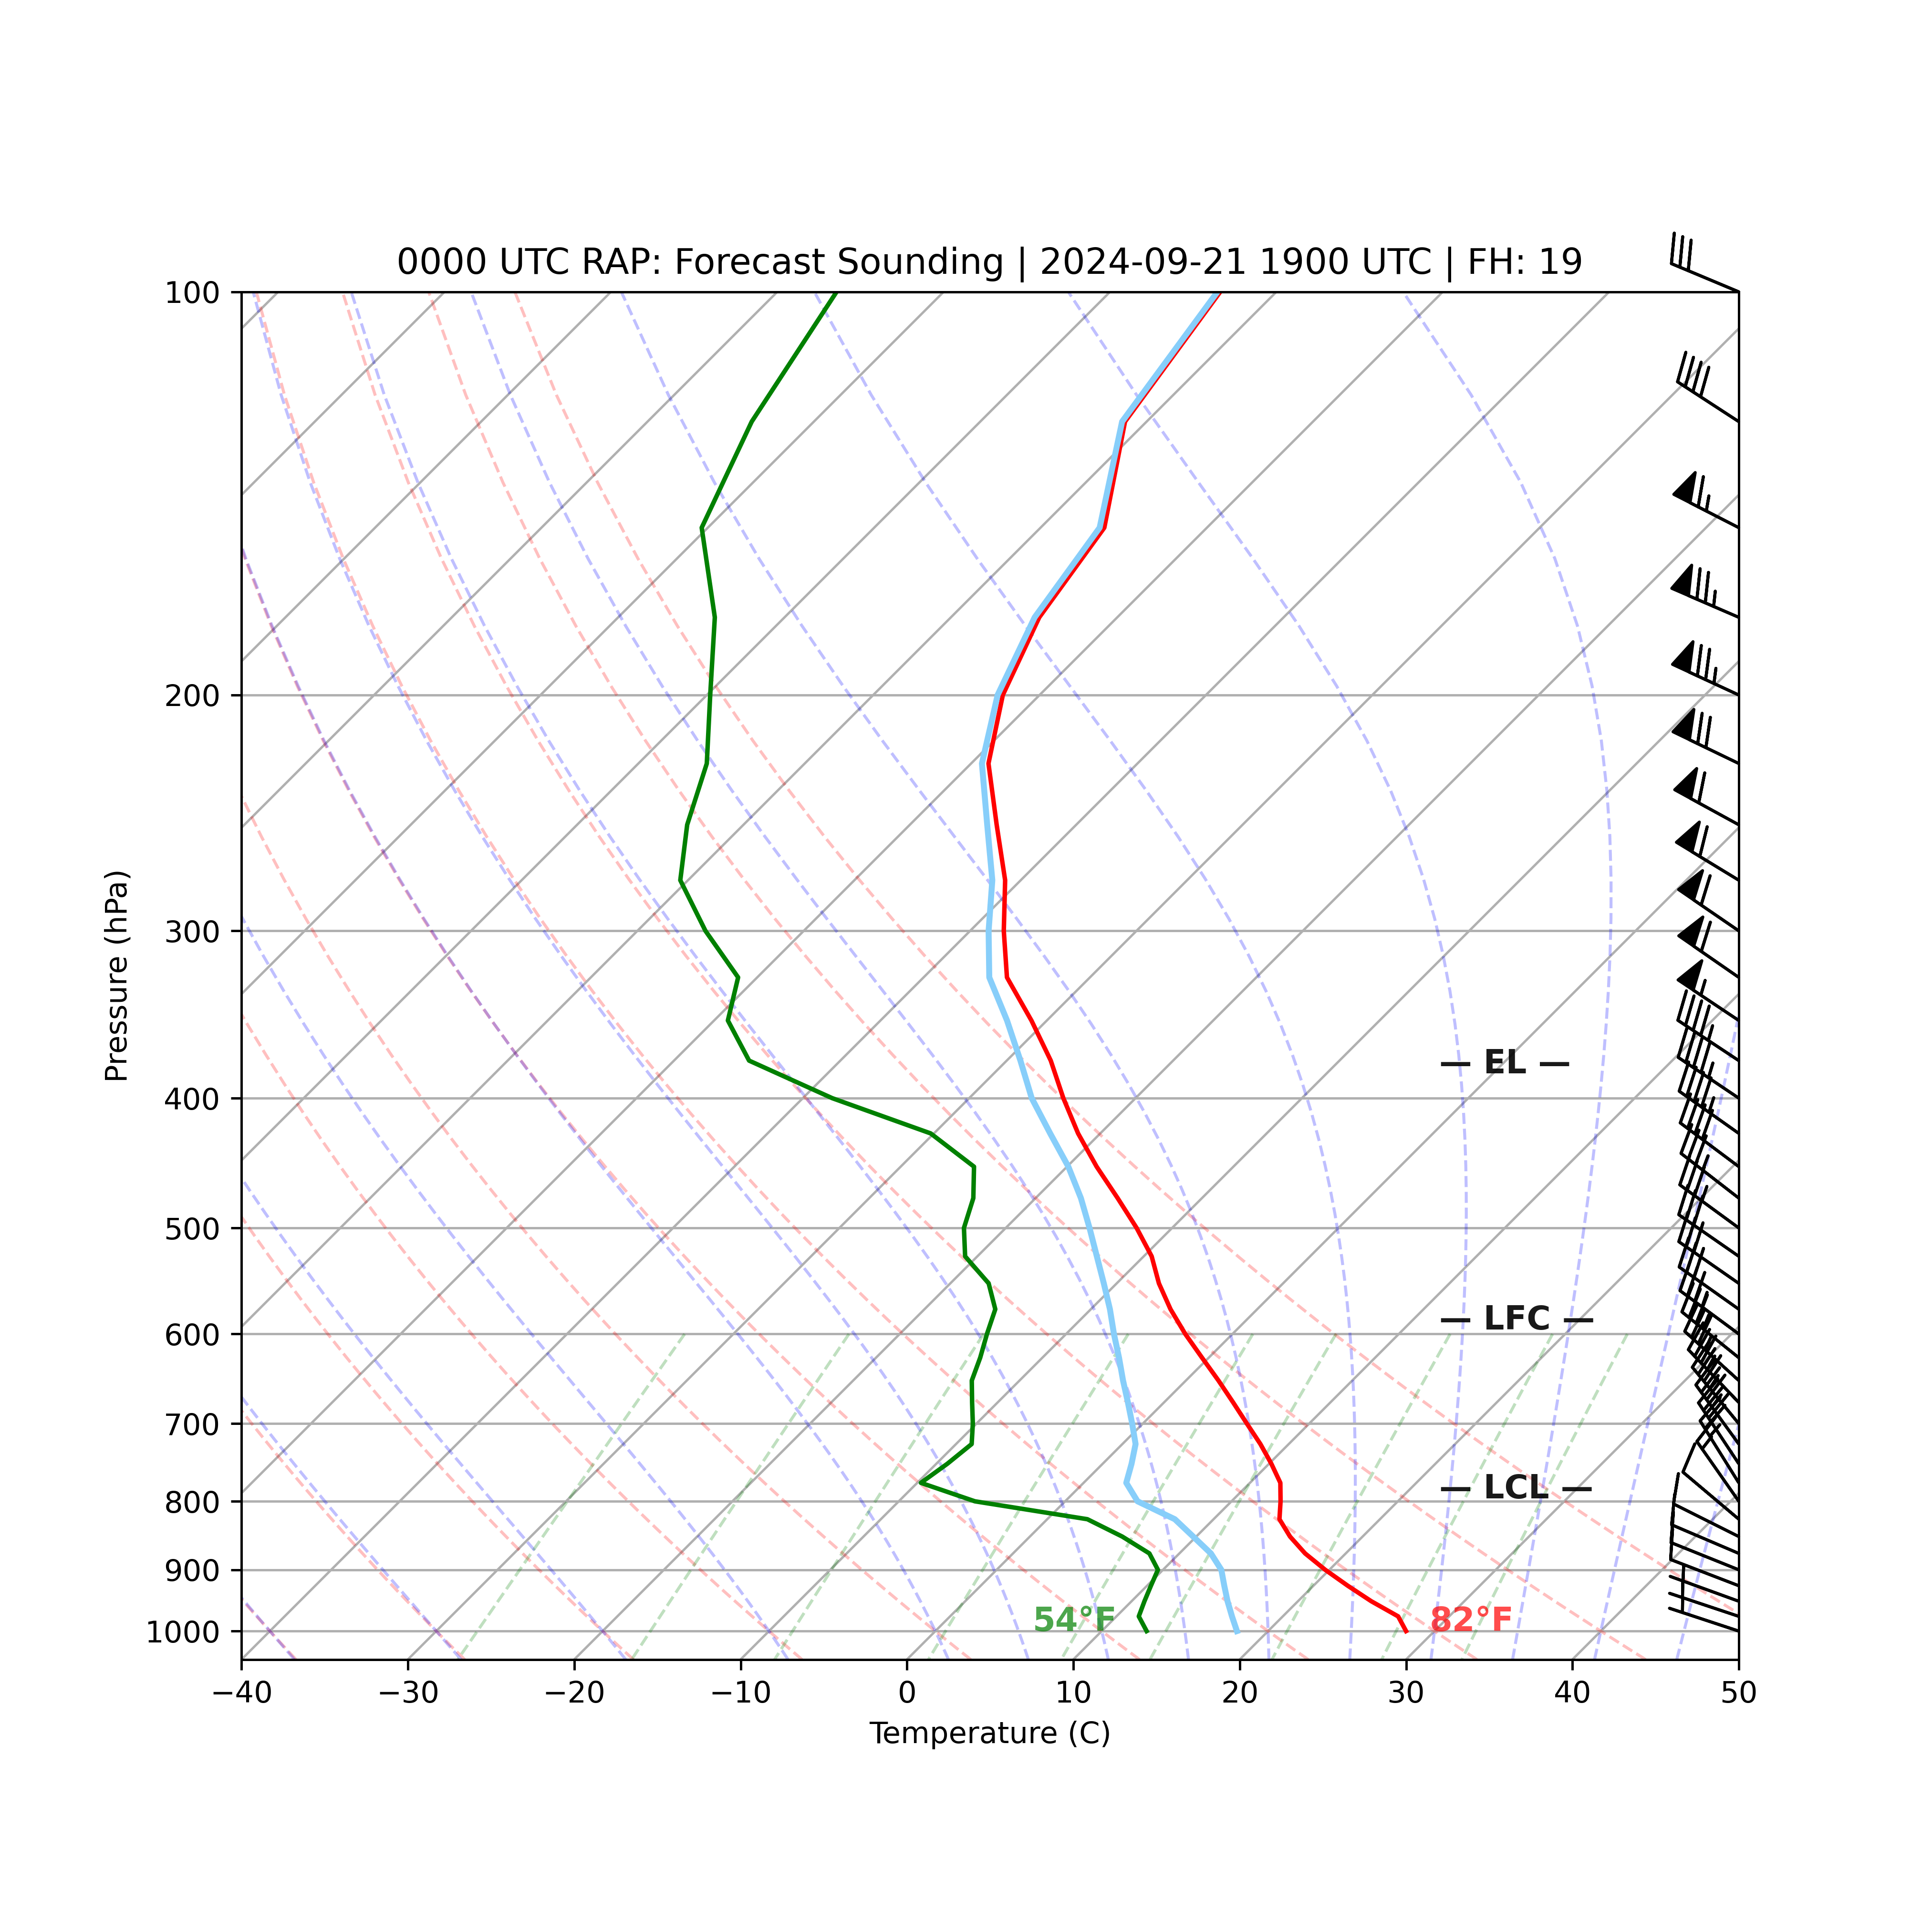 0000 UTC RAP: Forecast Sounding | 2024-09-21 1900 UTC | FH: 19
100
200
300
— EL —
400
500
— LFC —
600
700
— LCL —
800
900
54°F 82°F
1000
Pressure (hPa)
−40 −30 −20 −10 0 10 20 30 40 50
Temperature (C)